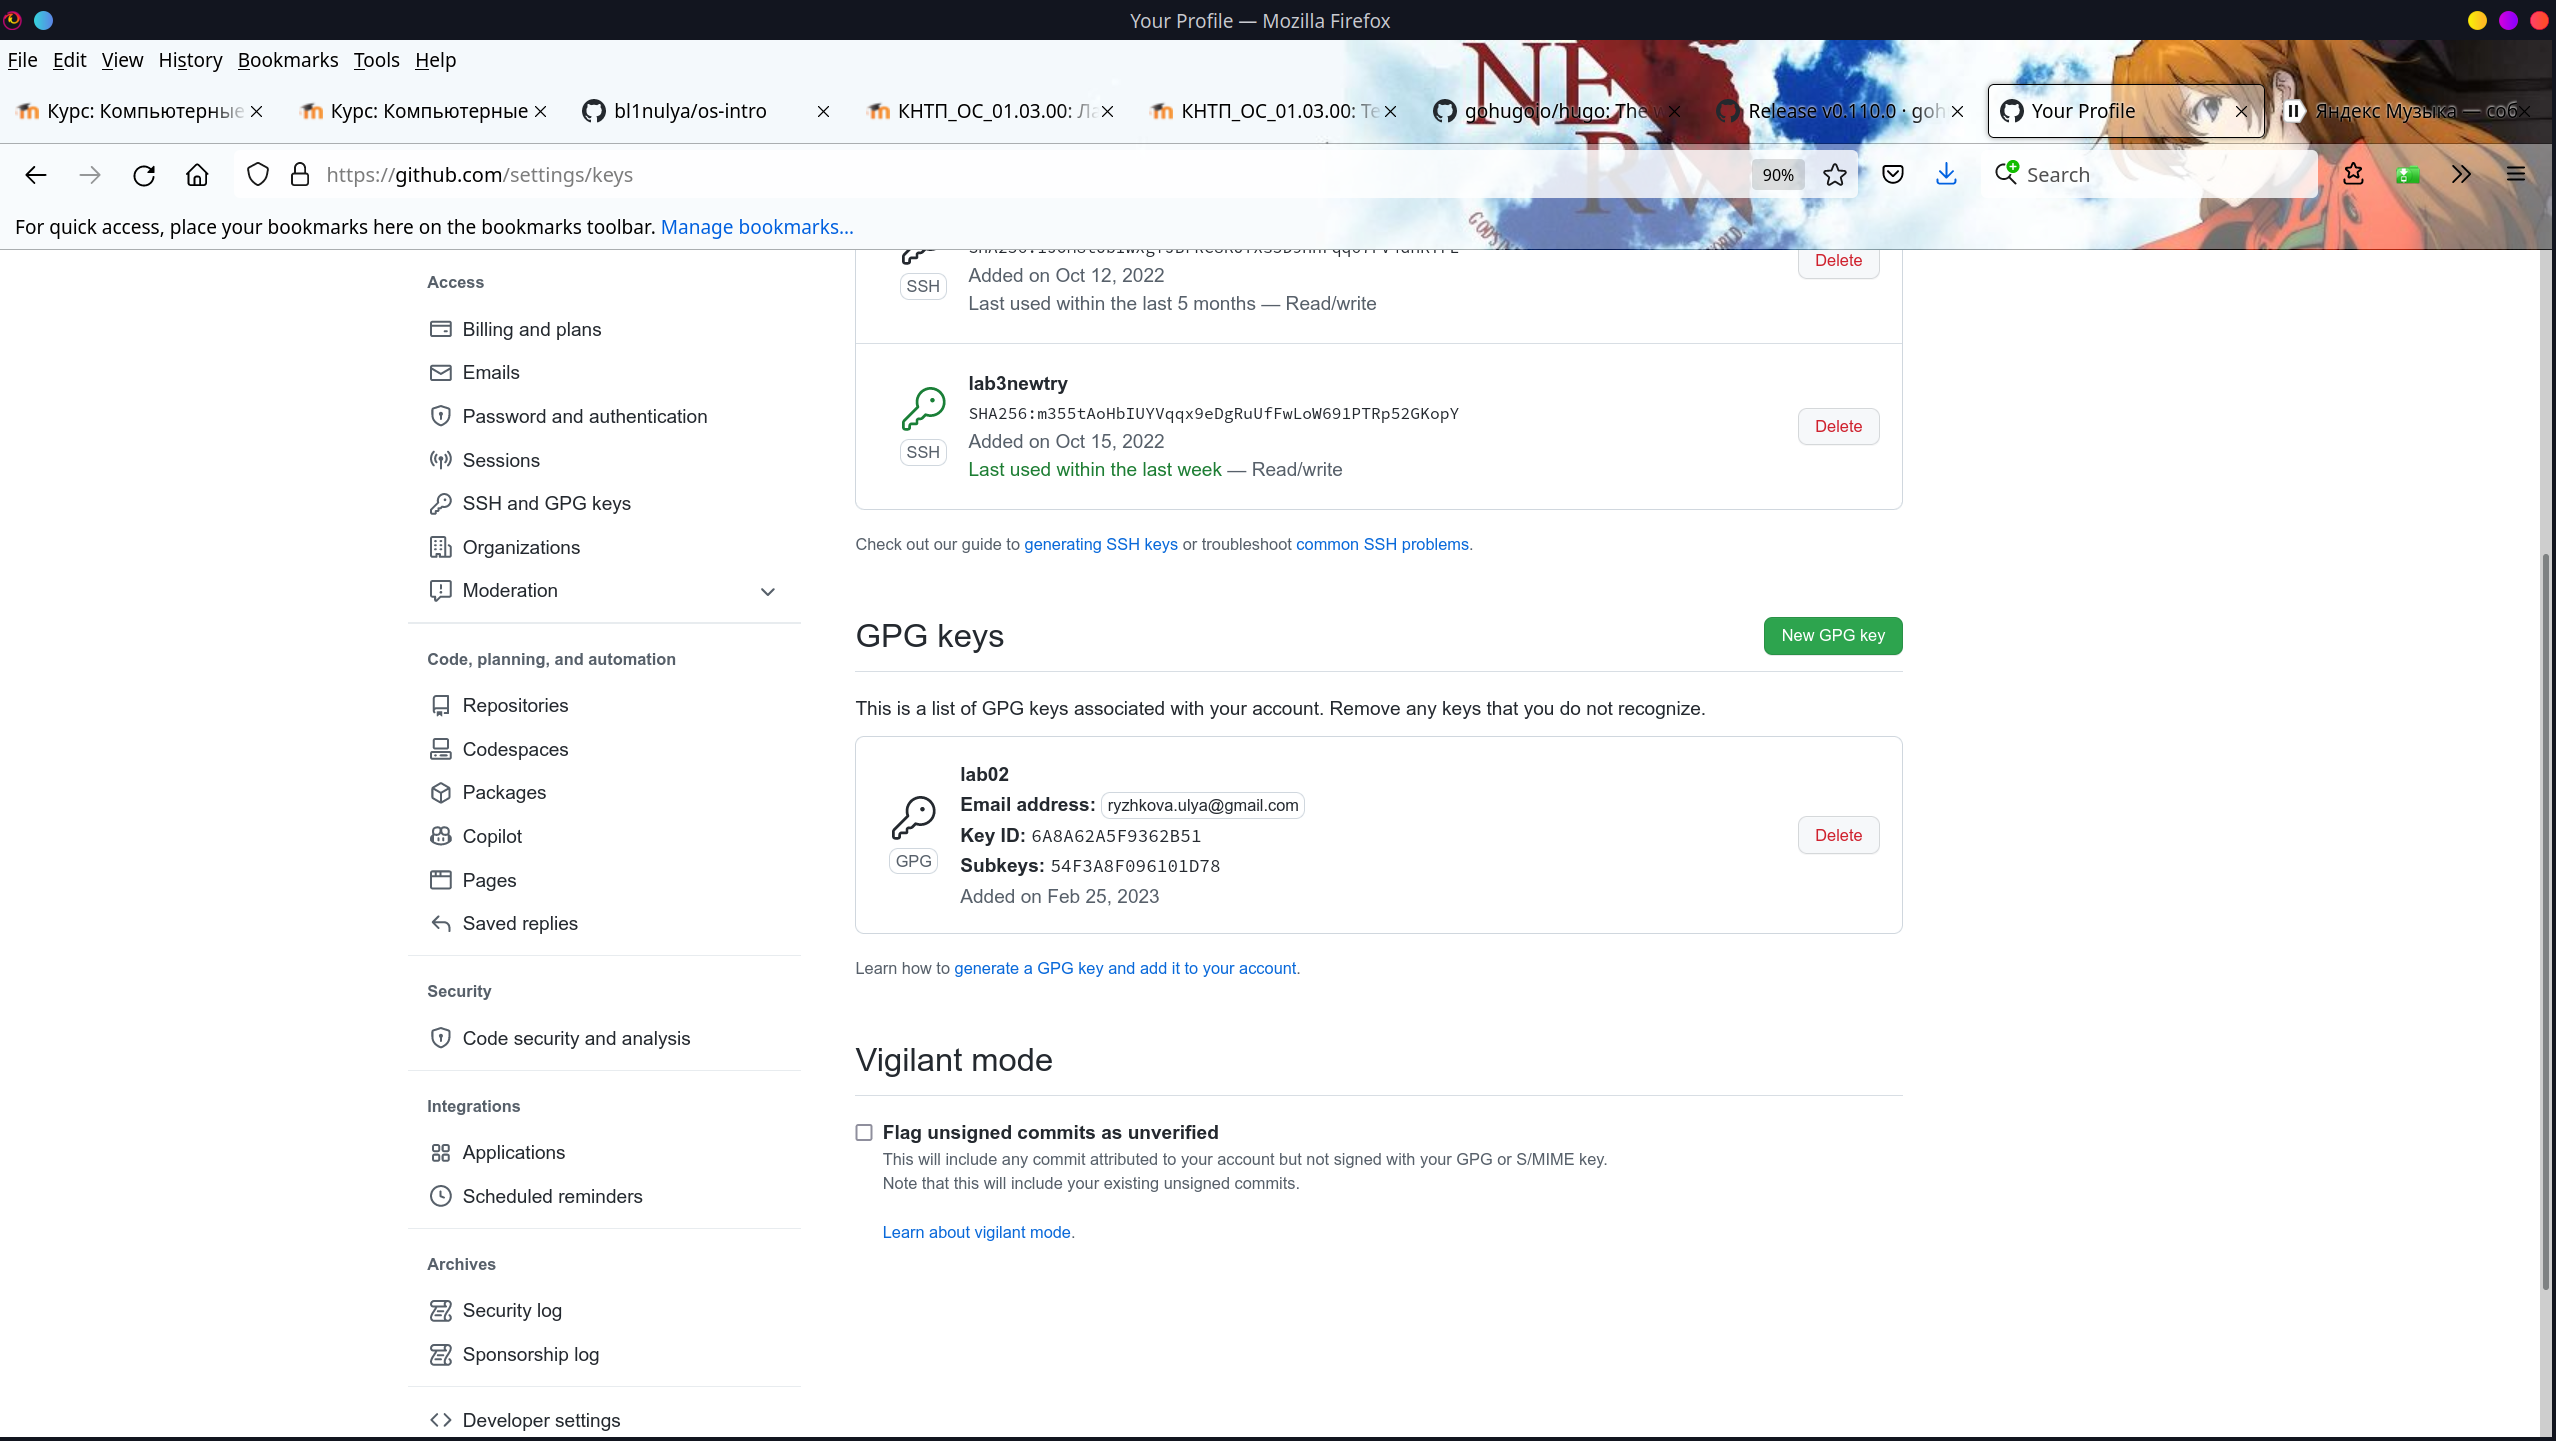 Your Profile — Mozilla Firefox
File Edit View History Bookmarks Tools Help
Курс: Компьютерные
Курс: Компьютерные
bl1nulya/os-intro
КНТП_ОС_01.03.00: Ла
КНТП_ОС_01.03.00: Те
gohugoio/hugo: The
Release v0.110.0 · goh
Your Profile
Яндекс Музыка — соб
NE
RV
https://github.com/settings/keys
90%
Search
For quick access, place your bookmarks here on the bookmarks toolbar. Manage bookmarks...
Access
Billing and plans
Emails
Password and authentication
Sessions
SSH and GPG keys
Organizations
Moderation
Code, planning, and automation
Repositories
Codespaces
Packages
Copilot
Pages
Saved replies
Security
Code security and analysis
Integrations
Applications
Scheduled reminders
Archives
Security log
Sponsorship log
Developer settings
SSH
Added on Oct 12, 2022
Last used within the last 5 months — Read/write
Delete
lab3newtry
SHA256:m355tAoHbIUYVqqx9eDgRuUfFwLoW691PTRp52GKopY
SSH
Added on Oct 15, 2022
Last used within the last week — Read/write
Delete
Check out our guide to generating SSH keys or troubleshoot common SSH problems.
GPG keys
New GPG key
This is a list of GPG keys associated with your account. Remove any keys that you do not recognize.
lab02
Email address: ryzhkova.ulya@gmail.com
Key ID: 6A8A62A5F9362B51
GPG
Subkeys: 54F3A8F096101D78
Added on Feb 25, 2023
Delete
Learn how to generate a GPG key and add it to your account.
Vigilant mode
Flag unsigned commits as unverified
This will include any commit attributed to your account but not signed with your GPG or S/MIME key.
Note that this will include your existing unsigned commits.
Learn about vigilant mode.